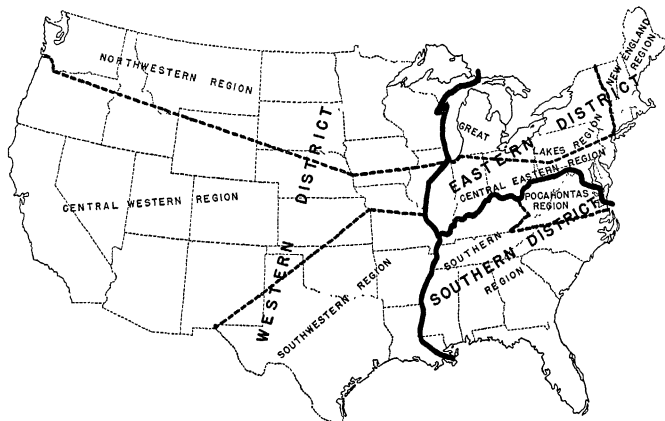 NORTHWESTERN REGION
NEW ENGLAND
REGION
GREAT
LAKES REGION
EASTERN DISTRICT
CENTRAL EASTERN REGION
POCAHONTAS
REGION
CENTRAL WESTERN REGION
WESTERN DISTRICT
SOUTHWESTERN REGION
SOUTHERN
REGION
SOUTHERN DISTRICT